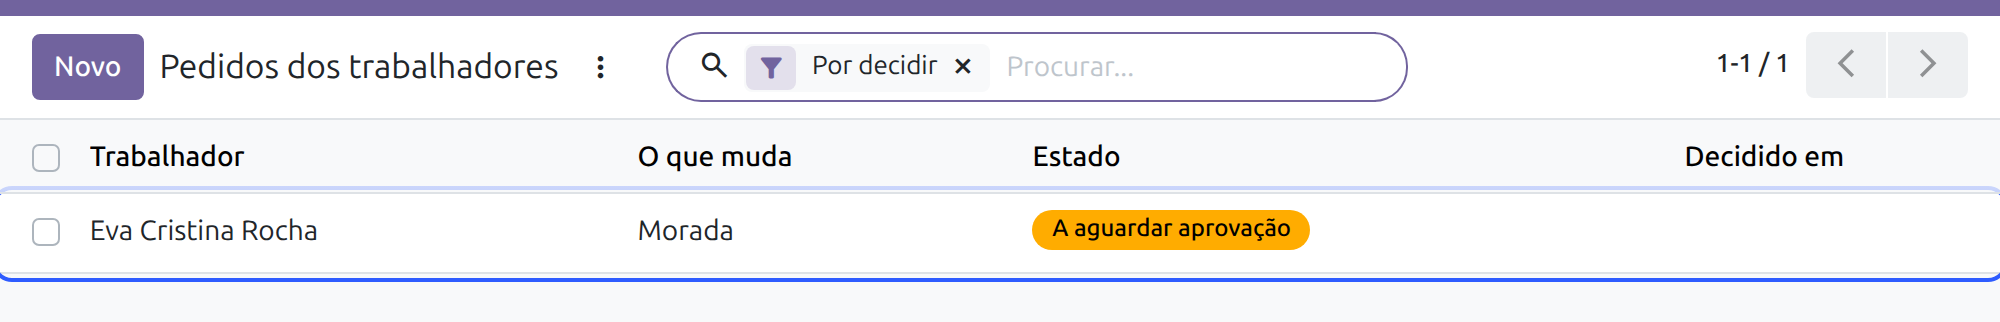 Novo Pedidos dos trabalhadores Por decidir Procurar... 1-1 / 1
Trabalhador O que muda Estado Decidido em
Eva Cristina Rocha Morada A aguardar aprovação